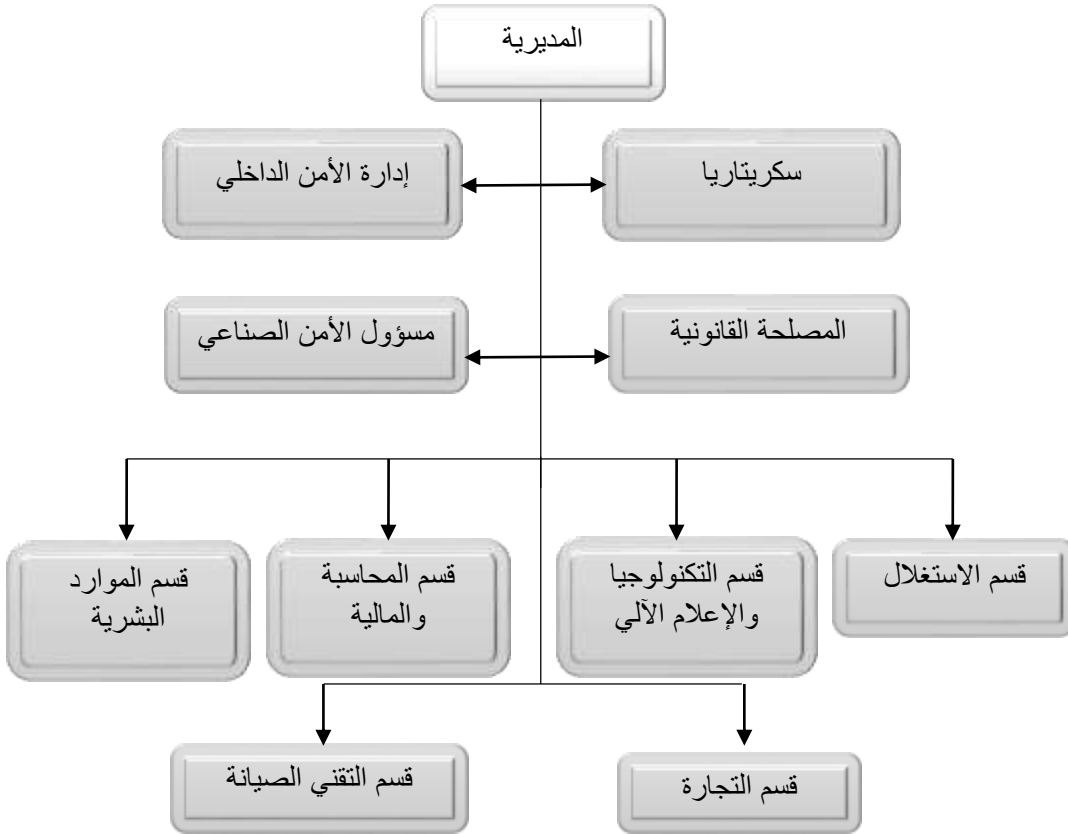 المديرية
سكريتاريا
إدارة الأمن الداخلي
المصلحة القانونية
مسؤول الأمن الصناعي
قسم الاستغلال
قسم التكنولوجيا
والإعلام الآلي
قسم المحاسبة
والمالية
قسم الموارد
البشرية
قسم التجارة
قسم التقني الصيانة